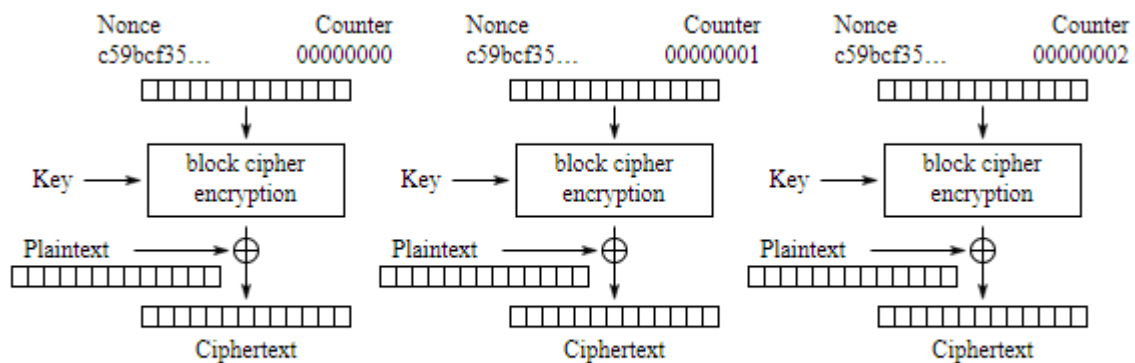 Nonce Counter Nonce Counter Nonce Counter
c59bcf35… 00000000 c59bcf35… 00000001 c59bcf35… 00000002
block cipher block cipher block cipher
Key Key Key
encryption encryption encryption
Plaintext Plaintext Plaintext
Ciphertext Ciphertext Ciphertext